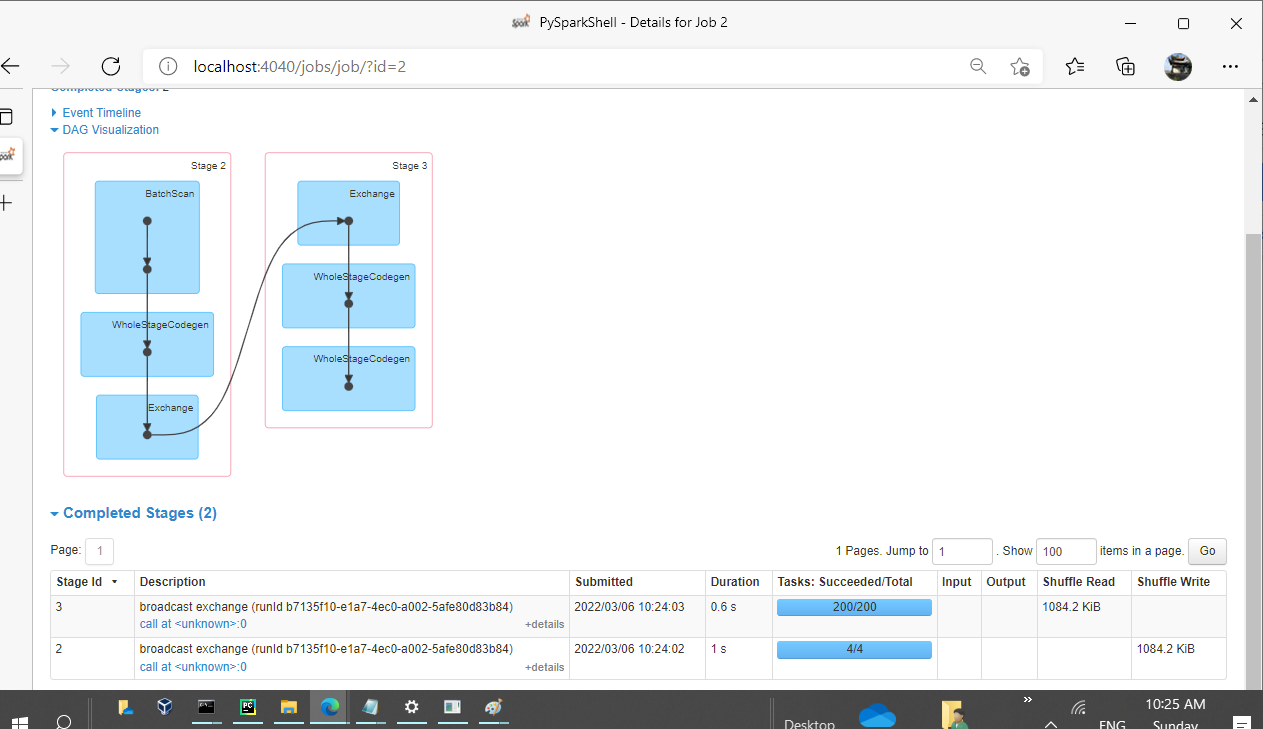 PySparkShell - Details for Job 2
localhost:4040/jobs/job/?id=2
Completed Stages: 2
Event Timeline
DAG Visualization
Stage 2
BatchScan
WholeStageCodegen
Exchange
Stage 3
Exchange
WholeStageCodegen
WholeStageCodegen
Completed Stages (2)
Page: 1
1 Pages. Jump to 1 . Show 100 items in a page. Go
Stage Id Description Submitted Duration Tasks: Succeeded/Total Input Output Shuffle Read Shuffle Write
3 broadcast exchange (runId b7135f10-e1a7-4ec0-a002-5afe80d83b84) 2022/03/06 10:24:03 0.6 s 200/200 1084.2 KiB
call at <unknown>:0 +details
2 broadcast exchange (runId b7135f10-e1a7-4ec0-a002-5afe80d83b84) 2022/03/06 10:24:02 1 s 4/4 1084.2 KiB
call at <unknown>:0 +details
Desktop
ENG
10:25 AM
Sunday